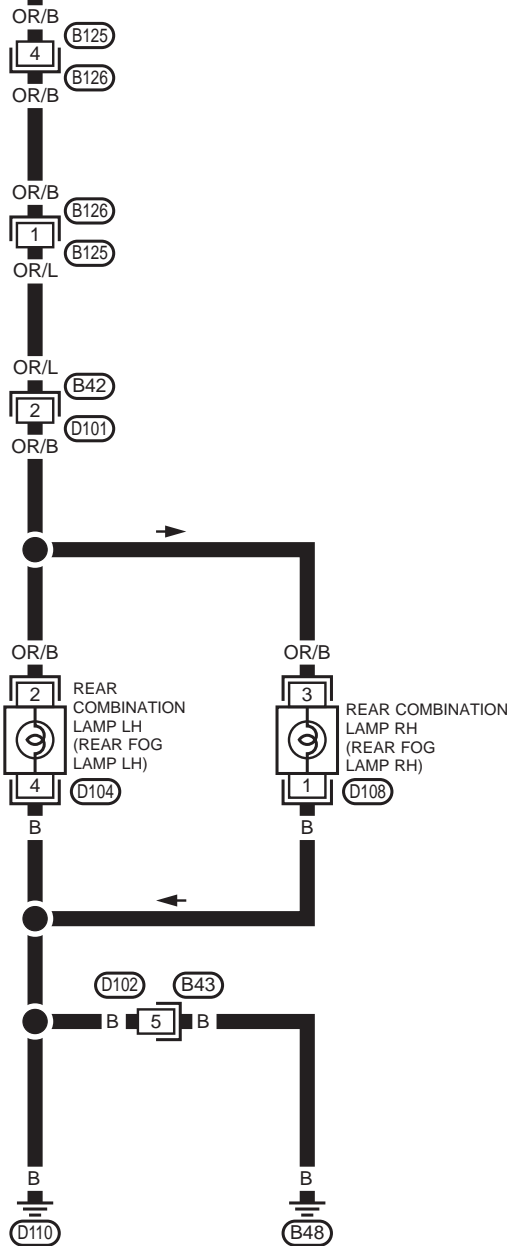 OR/B
B125
4
B126
OR/B
OR/B
B126
1
B125
OR/L
OR/L
B42
2
D101
OR/B
OR/B
2
REAR
COMBINATION
LAMP LH
(REAR FOG
LAMP LH)
4
D104
B
OR/B
3
REAR COMBINATION
LAMP RH
(REAR FOG
LAMP RH)
1
D108
B
D102
B43
B 5 B
B
D110
B
B48